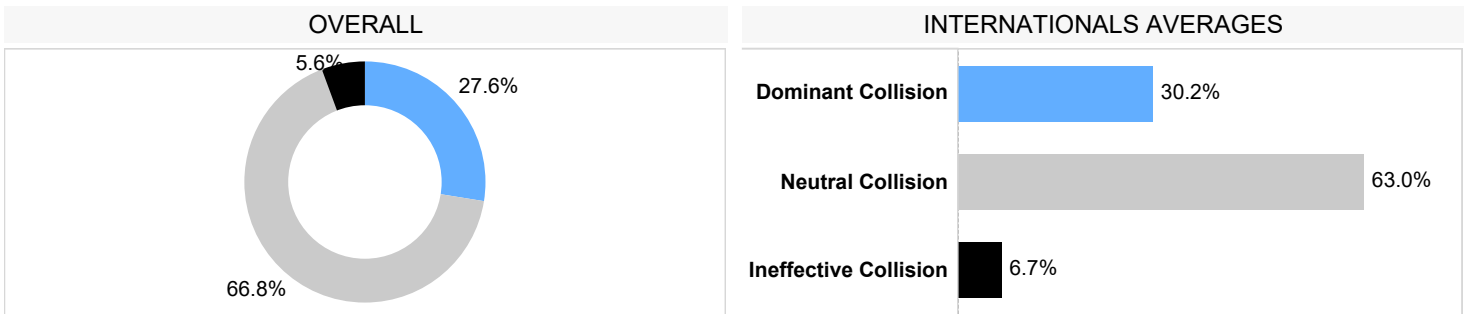 OVERALL
5.6%
27.6%
66.8%
INTERNATIONALS AVERAGES
Dominant Collision 30.2%
Neutral Collision 63.0%
Ineffective Collision 6.7%